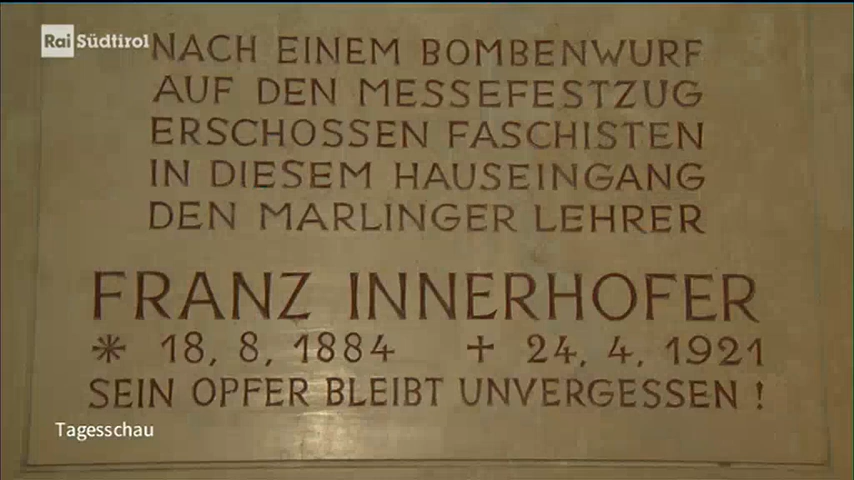 Rai Südtirol
NACH EINEM BOMBENWURF
AUF DEN MESSEFESTZUG
ERSCHOSSEN FASCHISTEN
IN DIESEM HAUSEINGANG
DEN MARLINGER LEHRER
FRANZ INNERHOFER
* 18. 8. 1884 + 24. 4. 1921
SEIN OPFER BLEIBT UNVERGESSEN !
Tagesschau